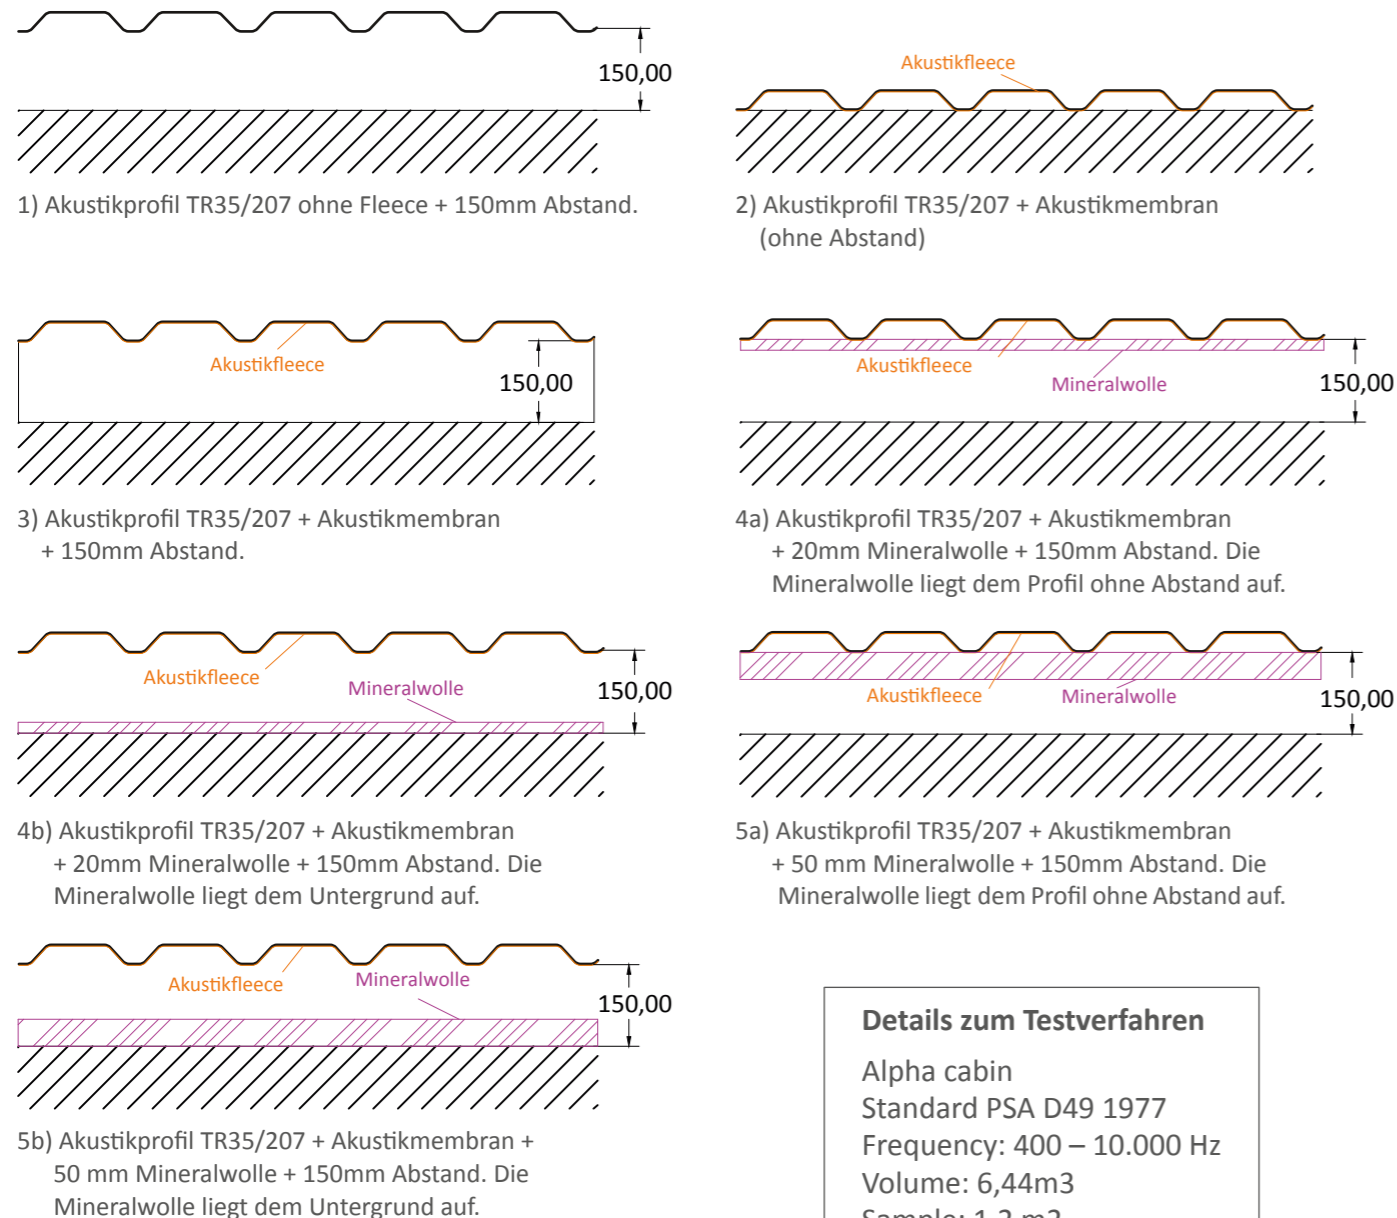 150,00
1) Akustikprofil TR35/207 ohne Fleece + 150mm Abstand.
Akustikfleece
2) Akustikprofil TR35/207 + Akustikmembran
(ohne Abstand)
Akustikfleece
150,00
3) Akustikprofil TR35/207 + Akustikmembran
+ 150mm Abstand.
Akustikfleece
Mineralwolle
150,00
4a) Akustikprofil TR35/207 + Akustikmembran
+ 20mm Mineralwolle + 150mm Abstand. Die
Mineralwolle liegt dem Profil ohne Abstand auf.
Akustikfleece
Mineralwolle
150,00
4b) Akustikprofil TR35/207 + Akustikmembran
+ 20mm Mineralwolle + 150mm Abstand. Die
Mineralwolle liegt dem Untergrund auf.
Akustikfleece
Mineralwolle
150,00
5a) Akustikprofil TR35/207 + Akustikmembran
+ 50 mm Mineralwolle + 150mm Abstand. Die
Mineralwolle liegt dem Profil ohne Abstand auf.
Akustikfleece
Mineralwolle
150,00
5b) Akustikprofil TR35/207 + Akustikmembran +
50 mm Mineralwolle + 150mm Abstand. Die
Mineralwolle liegt dem Untergrund auf.
Details zum Testverfahren
Alpha cabin
Standard PSA D49 1977
Frequency: 400 – 10.000 Hz
Volume: 6,44m3
Sample: 1,2 m2